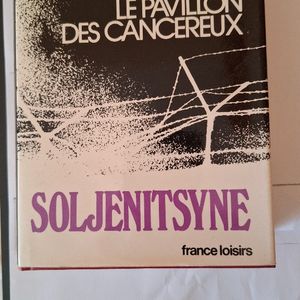 LE PAVILLON
DES CANCEREUX
SOLJENITSYNE
france loisirs